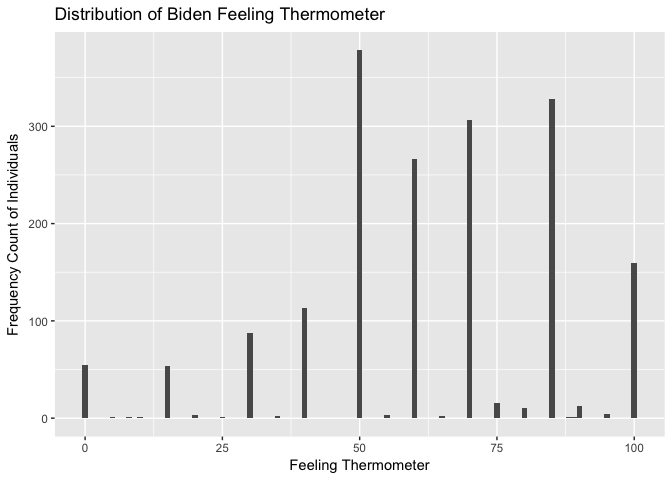 Distribution of Biden Feeling Thermometer
Frequency Count of Individuals
300
200
100
0
0 25 50 75 100
Feeling Thermometer